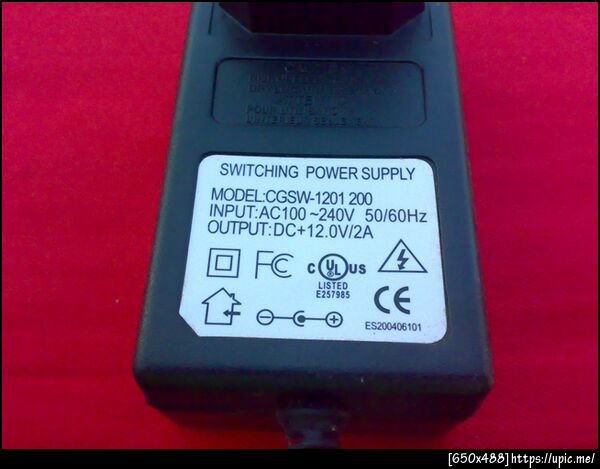 SWITCHING POWER SUPPLY
MODEL:CGSW-1201 200
INPUT:AC100 ~240V 50/60Hz
OUTPUT:DC+12.0V/2A
FC
C UL US
LISTED
E257985
CE
ES200406101
[650x488]https://upic.me/